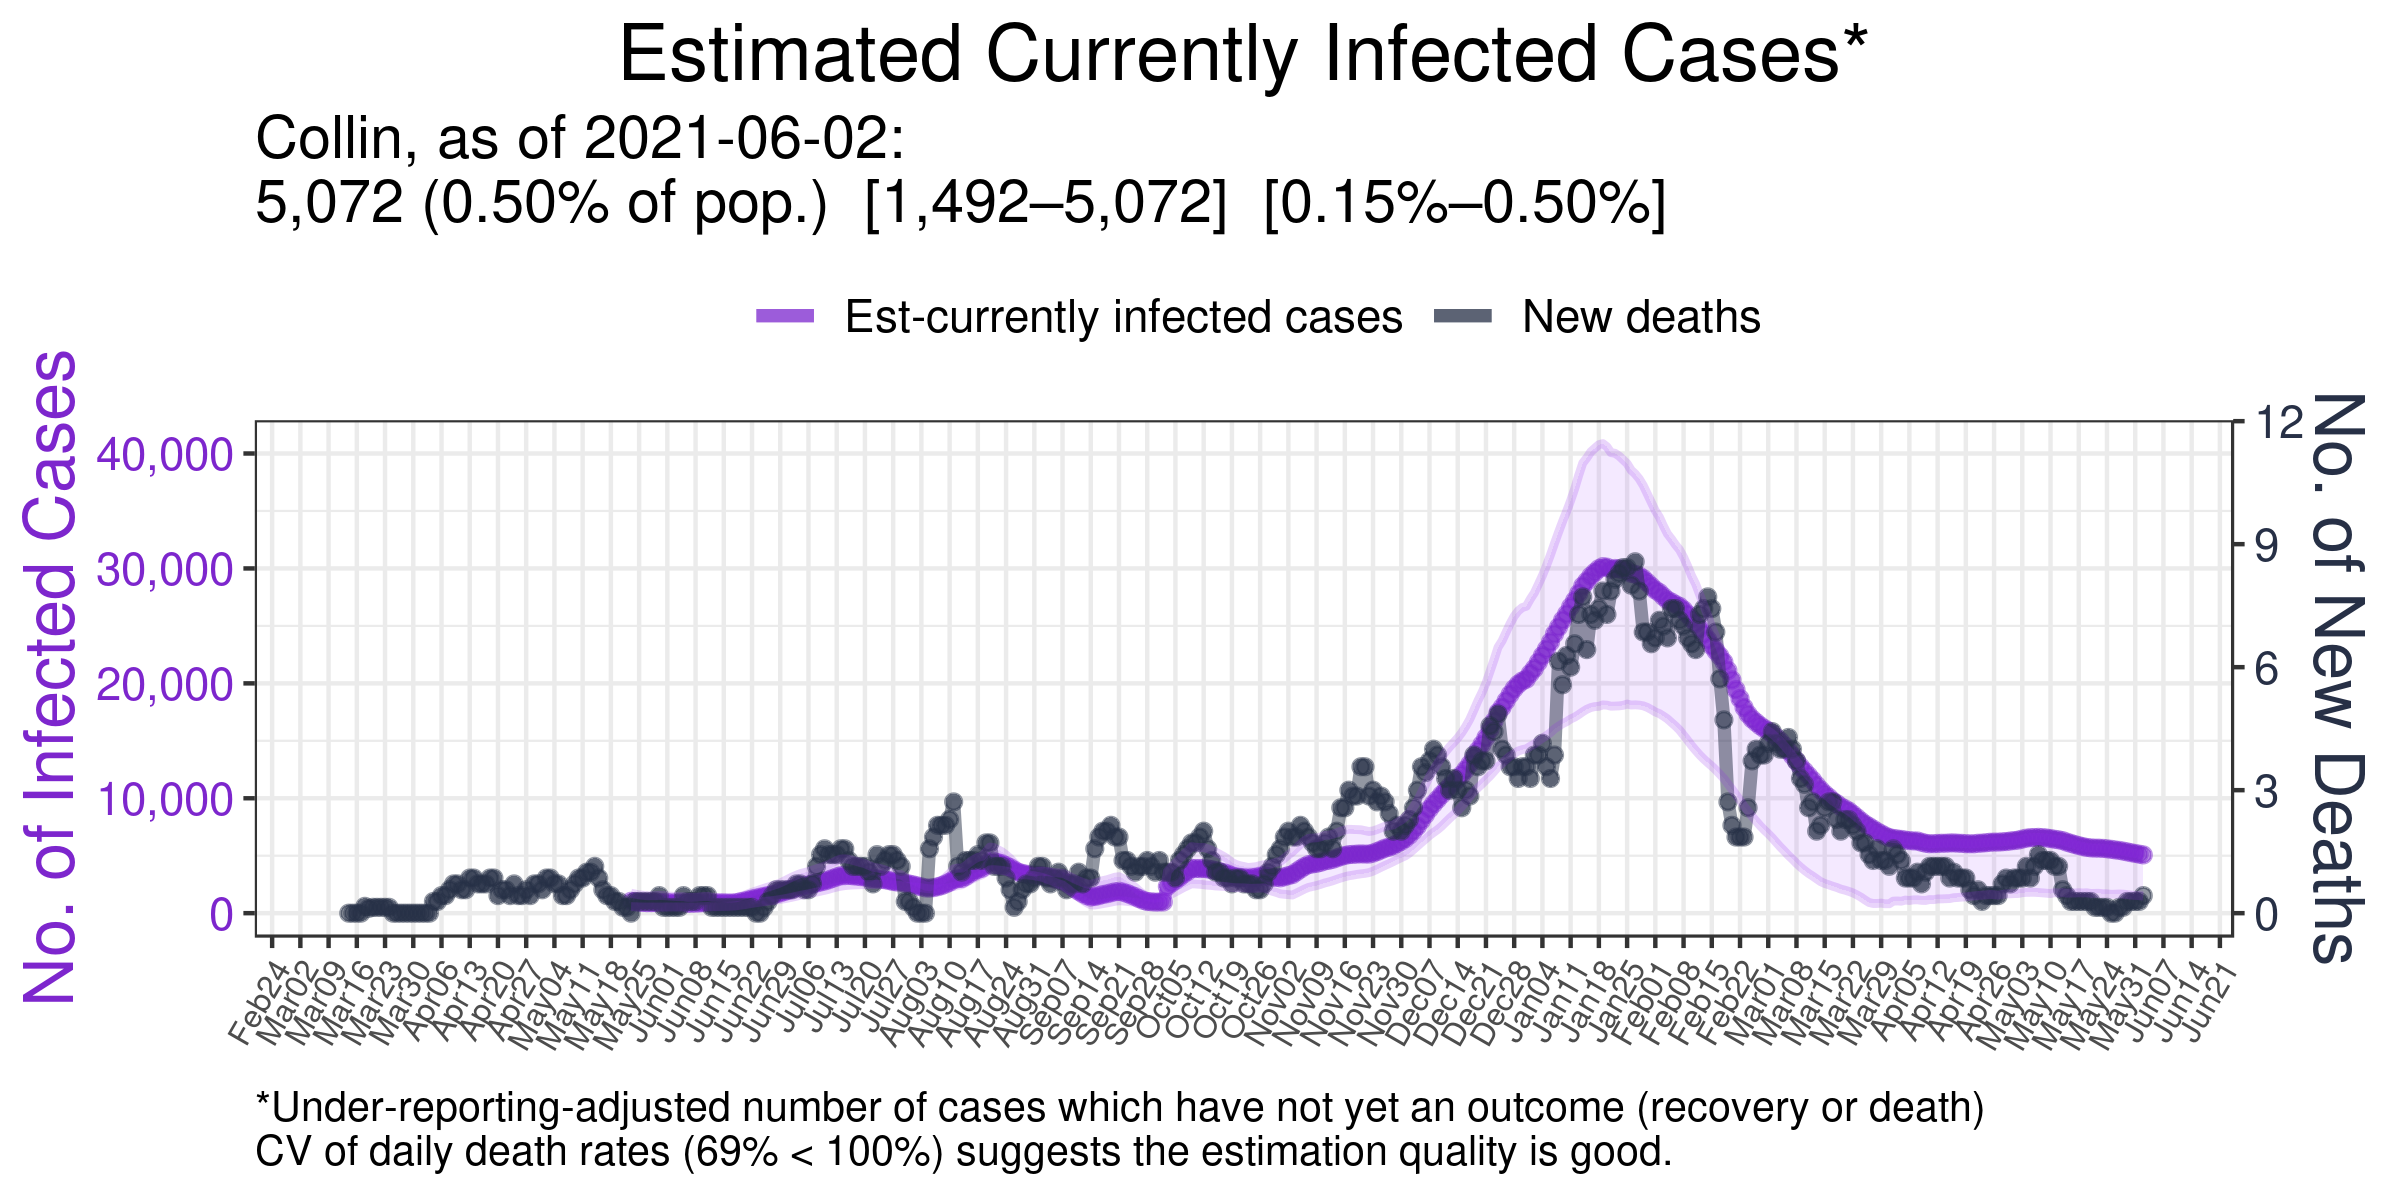 Estimated Currently Infected Cases*
Collin, as of 2021-06-02:
5,072 (0.50% of pop.)  [1,492–5,072]  [0.15%–0.50%]
Est-currently infected cases
New deaths
No. of Infected Cases
40,000
30,000
20,000
10,000
0
12
9
6
3
0
No. of New Deaths
Feb24
Mar02
Mar09
Mar16
Mar23
Mar30
Apr06
Apr13
Apr20
Apr27
May04
May11
May18
May25
Jun01
Jun08
Jun15
Jun22
Jun29
Jul06
Jul13
Jul20
Jul27
Aug03
Aug10
Aug17
Aug24
Aug31
Sep07
Sep14
Sep21
Sep28
Oct05
Oct12
Oct19
Oct26
Nov02
Nov09
Nov16
Nov23
Nov30
Dec07
Dec14
Dec21
Dec28
Jan04
Jan11
Jan18
Jan25
Feb01
Feb08
Feb15
Feb22
Mar01
Mar08
Mar15
Mar22
Mar29
Apr05
Apr12
Apr19
Apr26
May03
May10
May17
May24
May31
Jun07
Jun14
Jun21
*Under-reporting-adjusted number of cases which have not yet an outcome (recovery or death)
CV of daily death rates (69% < 100%) suggests the estimation quality is good.